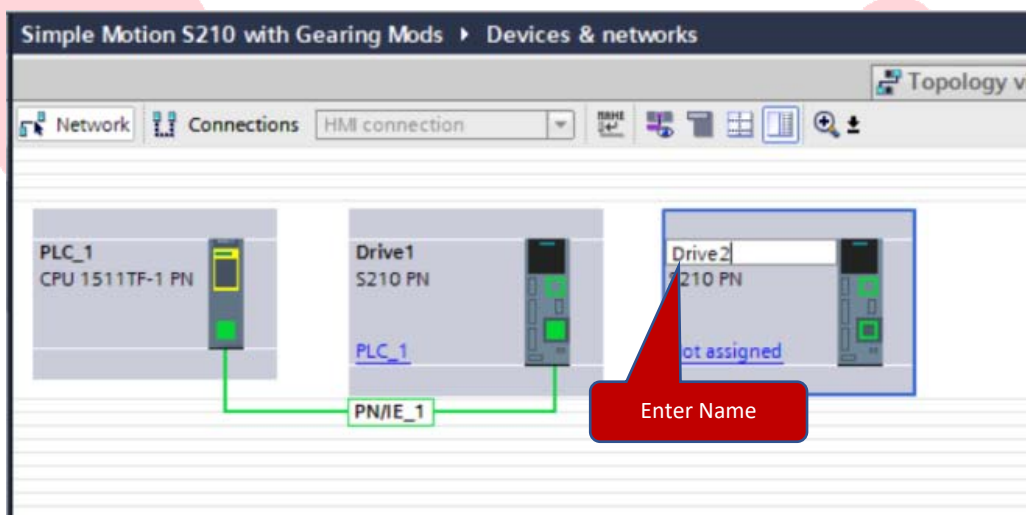 Simple Motion S210 with Gearing Mods ▸ Devices & networks
Topology v
Network Connections HMI connection
PLC_1
CPU 1511TF-1 PN
Drive1
S210 PN
PLC_1
Drive2
210 PN
ot assigned
PN/IE_1
Enter Name